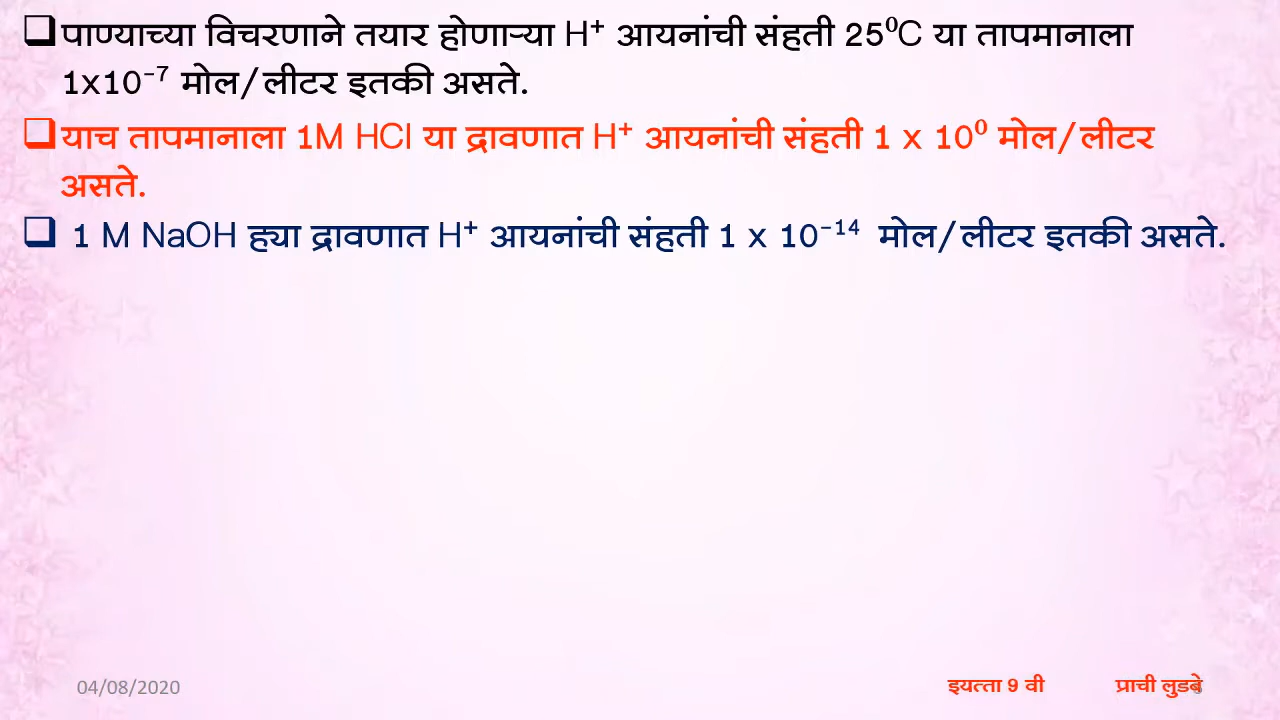 ❑पाण्याच्या विचरणाने तयार होणाऱ्या H⁺ आयनांची संहती 25⁰C या तापमानाला
1x10⁻⁷ मोल/लीटर इतकी असते.
❑याच तापमानाला 1M HCl या द्रावणात H⁺ आयनांची संहती 1 x 10⁰ मोल/लीटर
असते.
❑ 1 M NaOH ह्या द्रावणात H⁺ आयनांची संहती 1 x 10⁻¹⁴ मोल/लीटर इतकी असते.
04/08/2020 इयत्ता 9 वी प्राची लुडबे